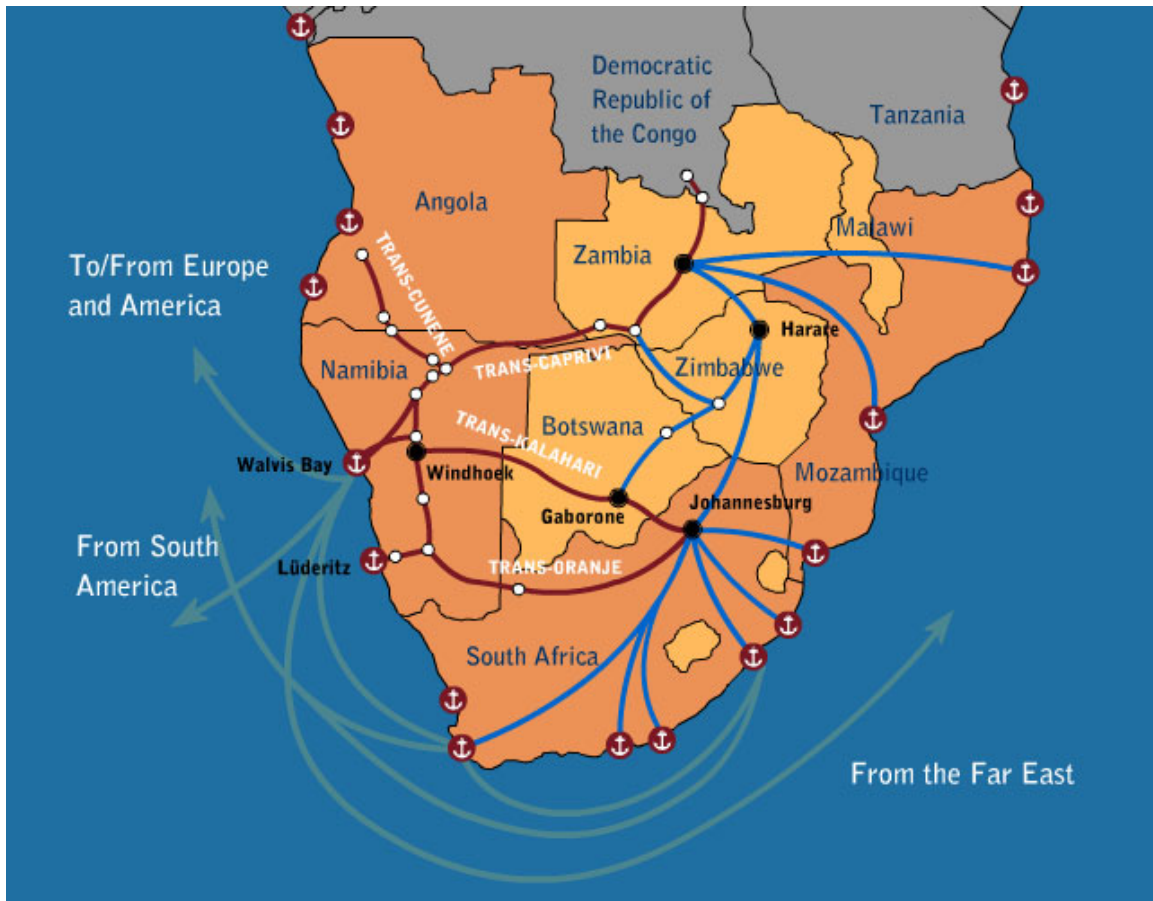 Democratic
Republic of
the Congo
Tanzania
Angola
Malawi
Zambia
To/From Europe
and America
TRANS-CUNENE
Harare
TRANS-CAPRIVI
Zimbabwe
Namibia
Botswana
TRANS-KALAHARI
Walvis Bay
Windhoek
Mozambique
Gaborone
Johannesburg
From South
America
Lüderitz
TRANS-ORANJE
South Africa
From the Far East